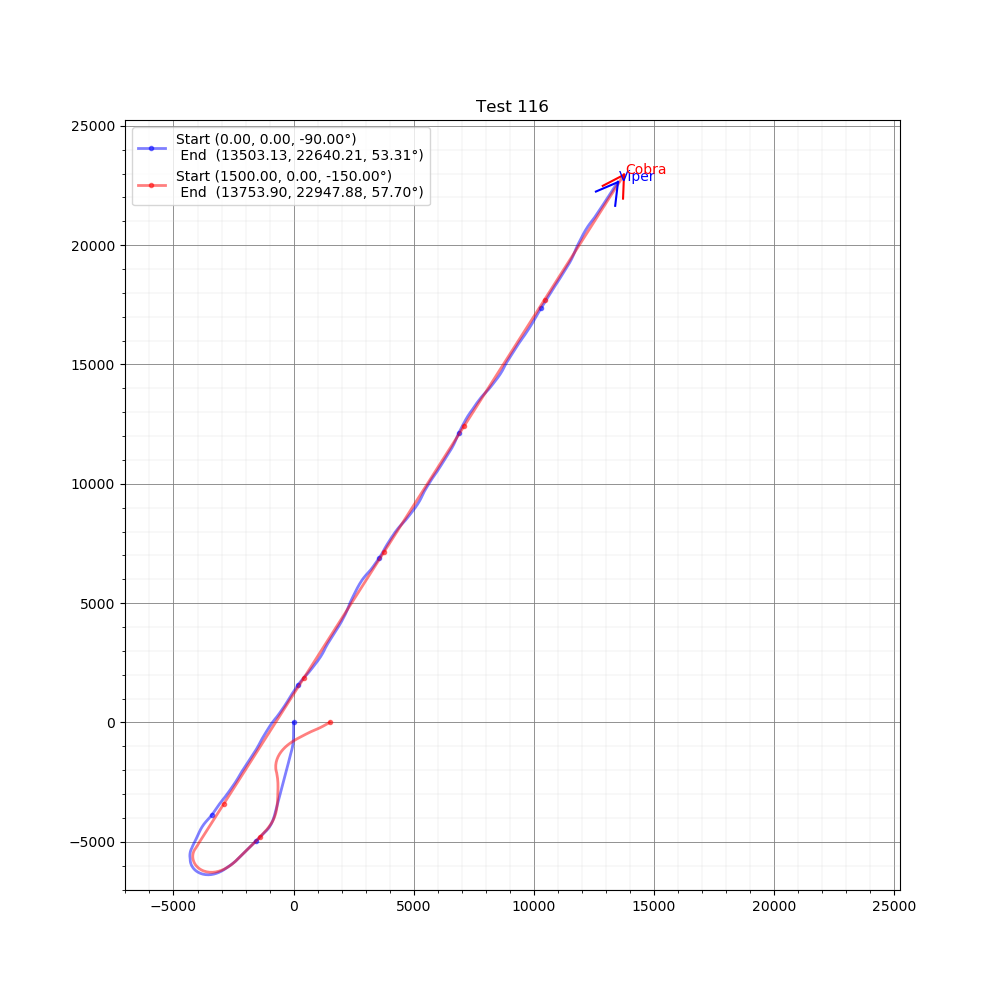 Test 116
25000
Start (0.00, 0.00, -90.00°)
End  (13503.13, 22640.21, 53.31°)
Start (1500.00, 0.00, -150.00°)
End  (13753.90, 22947.88, 57.70°)
Cobra
Viper
20000
15000
10000
5000
0
−5000
−5000 0 5000 10000 15000 20000 25000